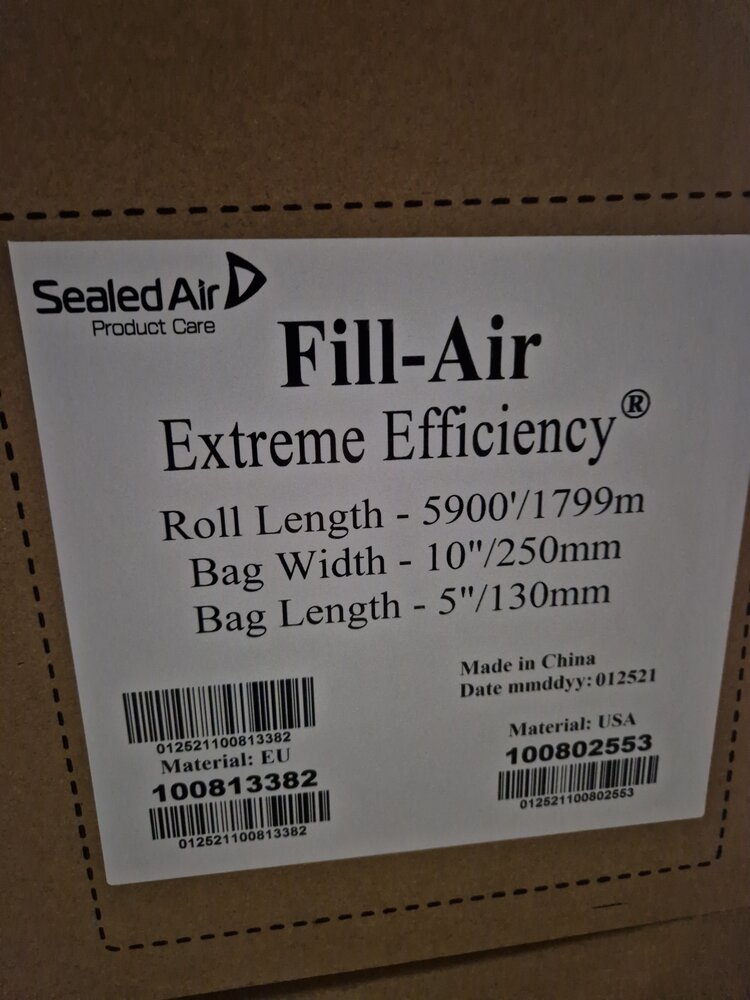 Sealed Air
Product Care
Fill-Air
Extreme Efficiency®
Roll Length - 5900'/1799m
Bag Width - 10"/250mm
Bag Length - 5"/130mm
Made in China
Date mmddyy: 012521
012521100813382
Material: EU
100813382
012521100813382
Material: USA
100802553
012521100802553